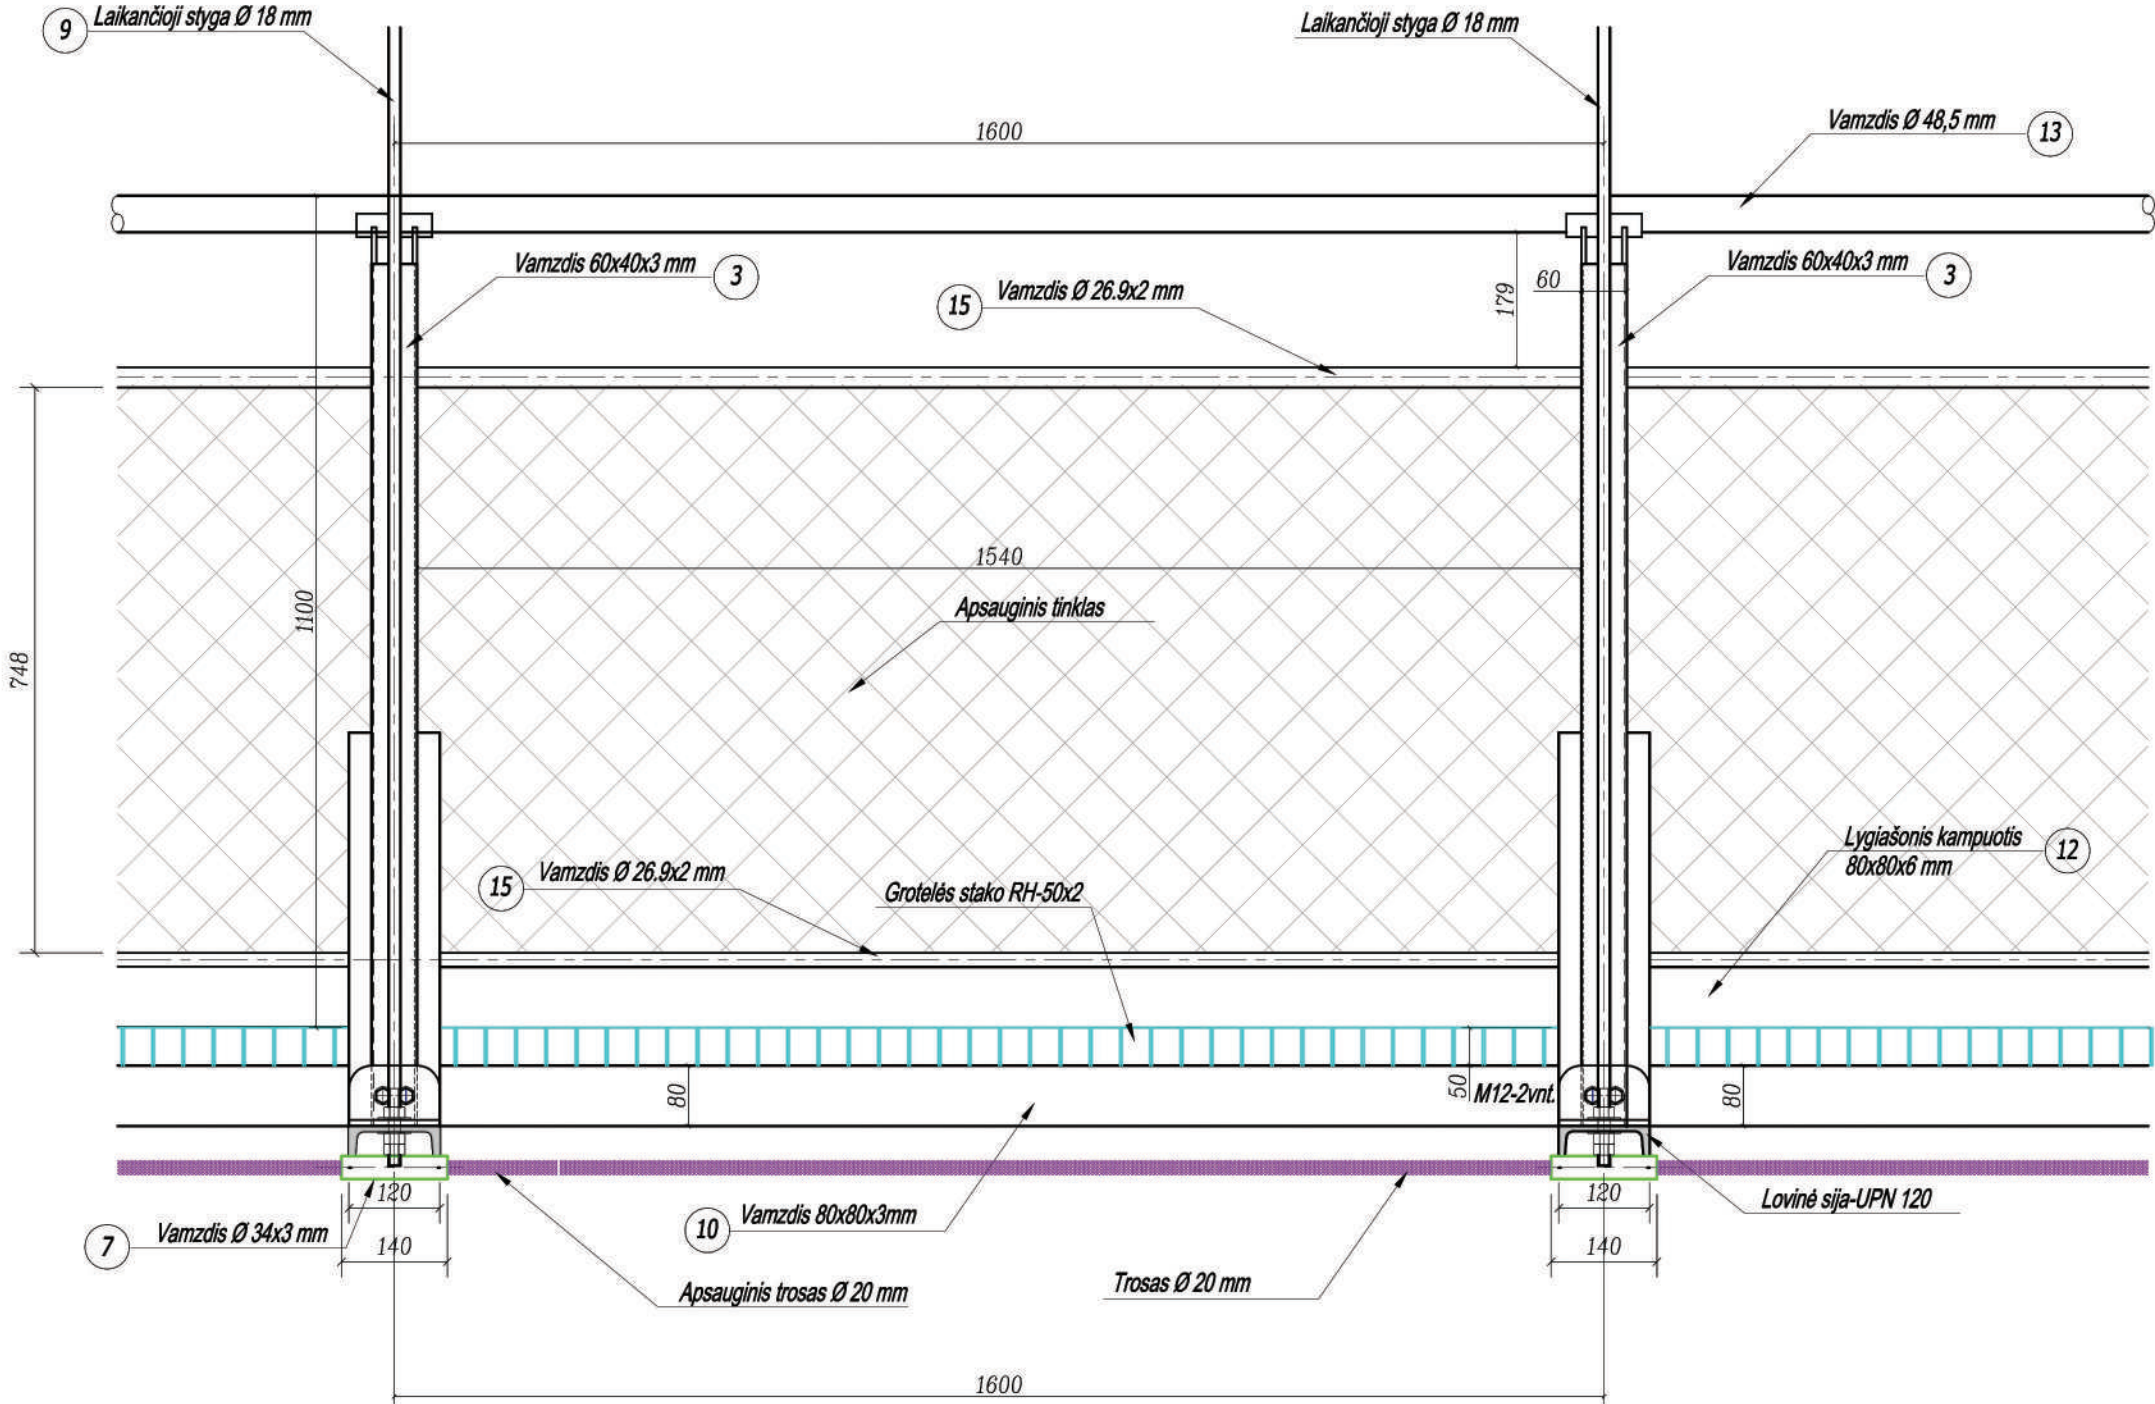 9 Laikančioji styga Ø 18 mm
Laikančioji styga Ø 18 mm
1600
Vamzdis Ø 48,5 mm 13
Vamzdis 60x40x3 mm 3
15 Vamzdis Ø 26.9x2 mm
179
60
Vamzdis 60x40x3 mm 3
1540
Apsauginis tinklas
1100
748
Lygiašonis kampuotis 12
80x80x6 mm
15 Vamzdis Ø 26.9x2 mm
Grotelės stako RH-50x2
80
50
M12-2vnt.
80
120
120
Lovinė sija-UPN 120
7 Vamzdis Ø 34x3 mm
140
10 Vamzdis 80x80x3mm
140
Apsauginis trosas Ø 20 mm
Trosas Ø 20 mm
1600